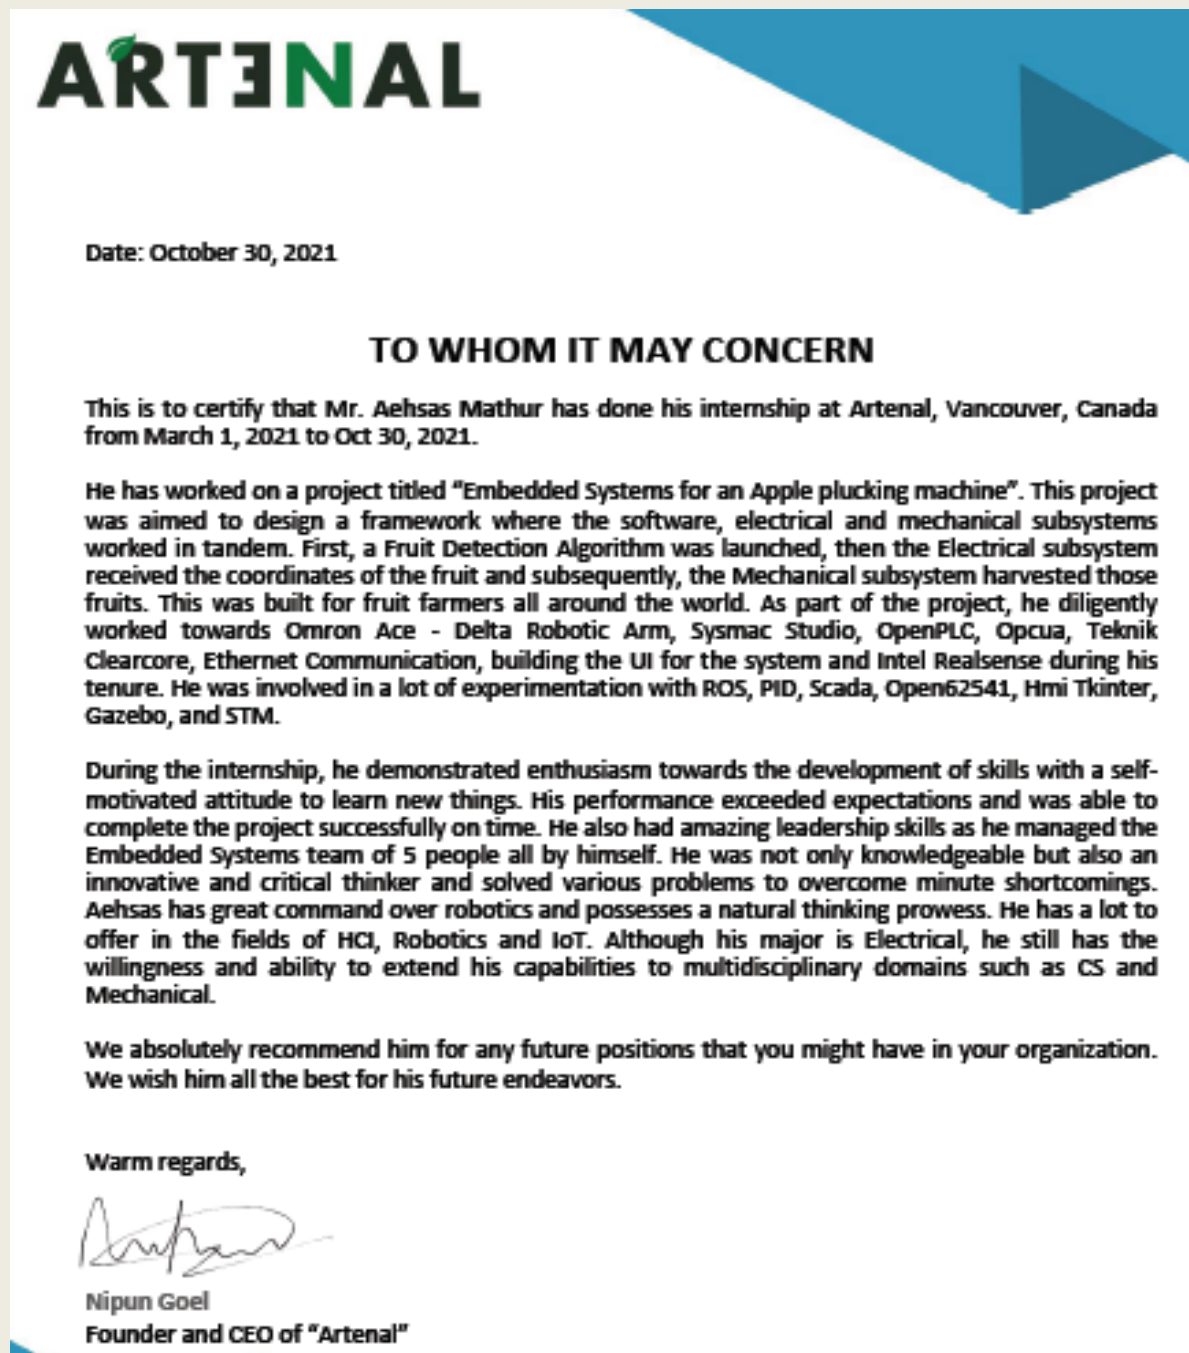 ARTENAL
Date: October 30, 2021
TO WHOM IT MAY CONCERN
This is to certify that Mr. Aehsas Mathur has done his internship at Artenal, Vancouver, Canada
from March 1, 2021 to Oct 30, 2021.
He has worked on a project titled “Embedded Systems for an Apple plucking machine”. This project
was aimed to design a framework where the software, electrical and mechanical subsystems
worked in tandem. First, a Fruit Detection Algorithm was launched, then the Electrical subsystem
received the coordinates of the fruit and subsequently, the Mechanical subsystem harvested those
fruits. This was built for fruit farmers all around the world. As part of the project, he diligently
worked towards Omron Ace - Delta Robotic Arm, Sysmac Studio, OpenPLC, Opcua, Teknik
Clearcore, Ethernet Communication, building the UI for the system and Intel Realsense during his
tenure. He was involved in a lot of experimentation with ROS, PID, Scada, Open62541, Hmi Tkinter,
Gazebo, and STM.
During the internship, he demonstrated enthusiasm towards the development of skills with a self-
motivated attitude to learn new things. His performance exceeded expectations and was able to
complete the project successfully on time. He also had amazing leadership skills as he managed the
Embedded Systems team of 5 people all by himself. He was not only knowledgeable but also an
innovative and critical thinker and solved various problems to overcome minute shortcomings.
Aehsas has great command over robotics and possesses a natural thinking prowess. He has a lot to
offer in the fields of HCI, Robotics and IoT. Although his major is Electrical, he still has the
willingness and ability to extend his capabilities to multidisciplinary domains such as CS and
Mechanical.
We absolutely recommend him for any future positions that you might have in your organization.
We wish him all the best for his future endeavors.
Warm regards,
Nipun Goel
Founder and CEO of “Artenal”